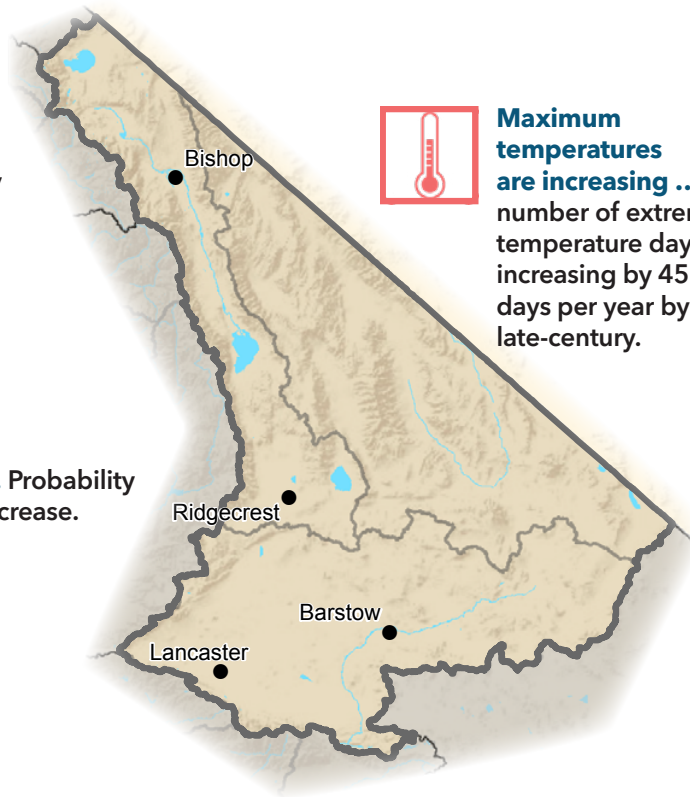 Maximum
temperatures
are increasing ..
number of
temperature
increasing by 45
days per year by
late-century.
Bishop
Probability
Ridgecrest
Barstow
Lancaster